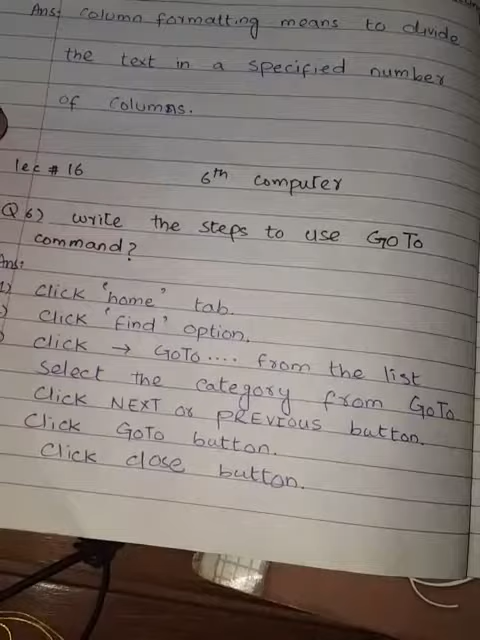 Ans: Column formatting means to divide
the text in a specified number
of columns.
lec # 16 6th computer
Q6) write the steps to use GOTO
command?
Ans:
1) click 'home' tab.
click 'find' option.
click → GOTO.... from the list
select the category from GOTO
click NEXT or PREVIOUS button.
click GOTO button.
click close button.